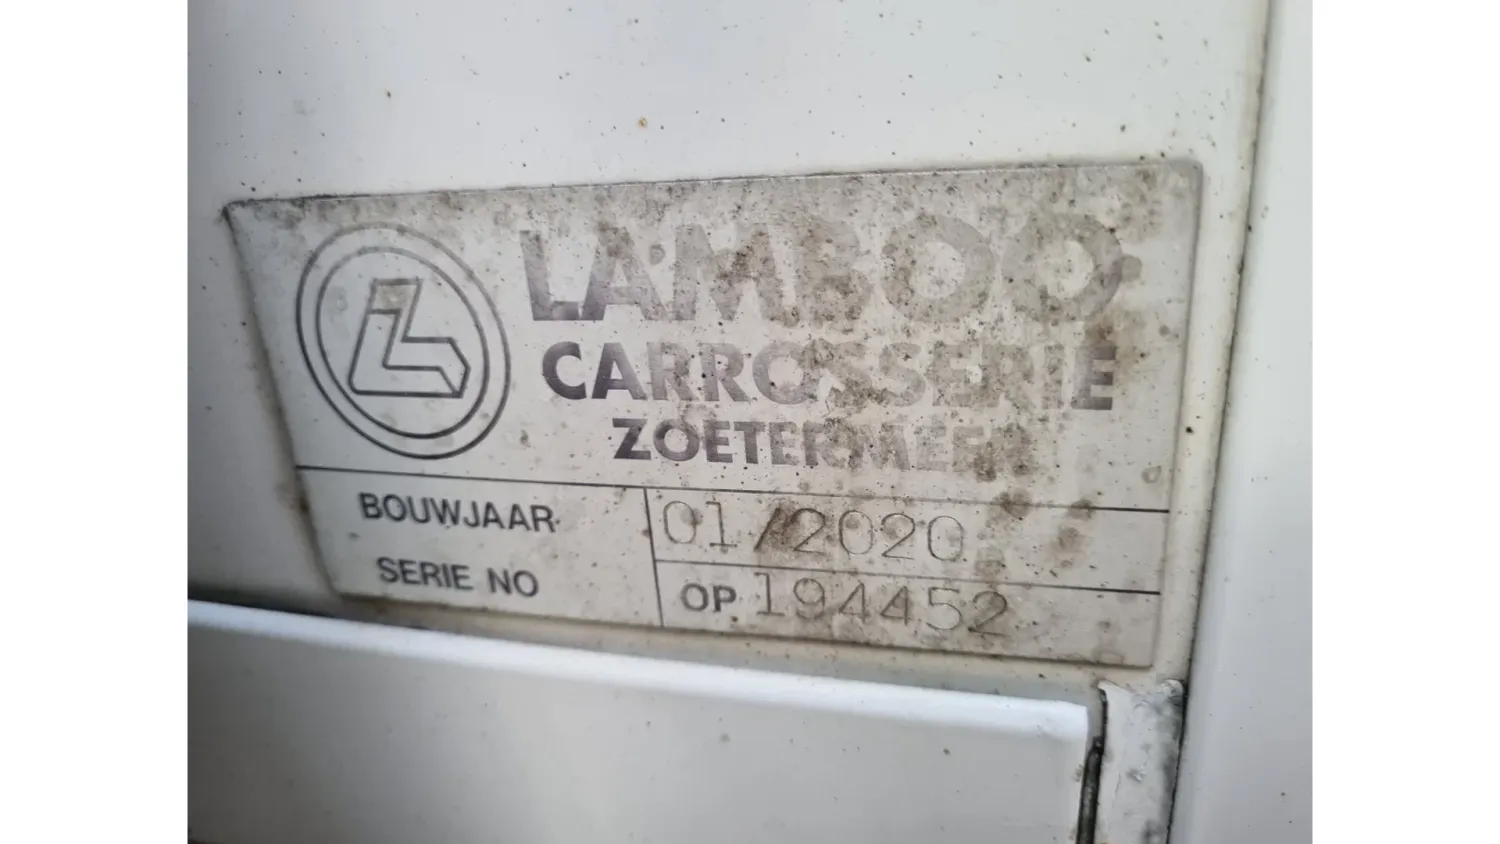 LAMBOO
CARROSSERIE
ZOETERMEER
BOUWJAAR 01/2020
SERIE NO OP 194452